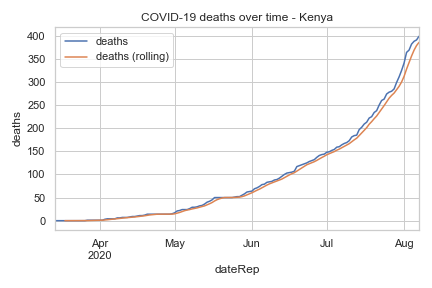 COVID-19 deaths over time - Kenya
deaths
deaths (rolling)
400
350
300
250
200
150
100
50
0
deaths
Apr
2020
May
Jun
Jul
Aug
dateRep